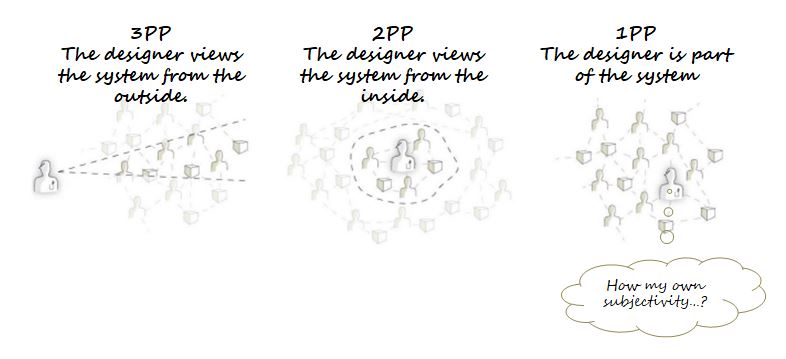 3PP
The designer views
the system from the
outside.
2PP
The designer views
the system from the
inside.
1PP
The designer is part
of the system
How my own
subjectivity...?